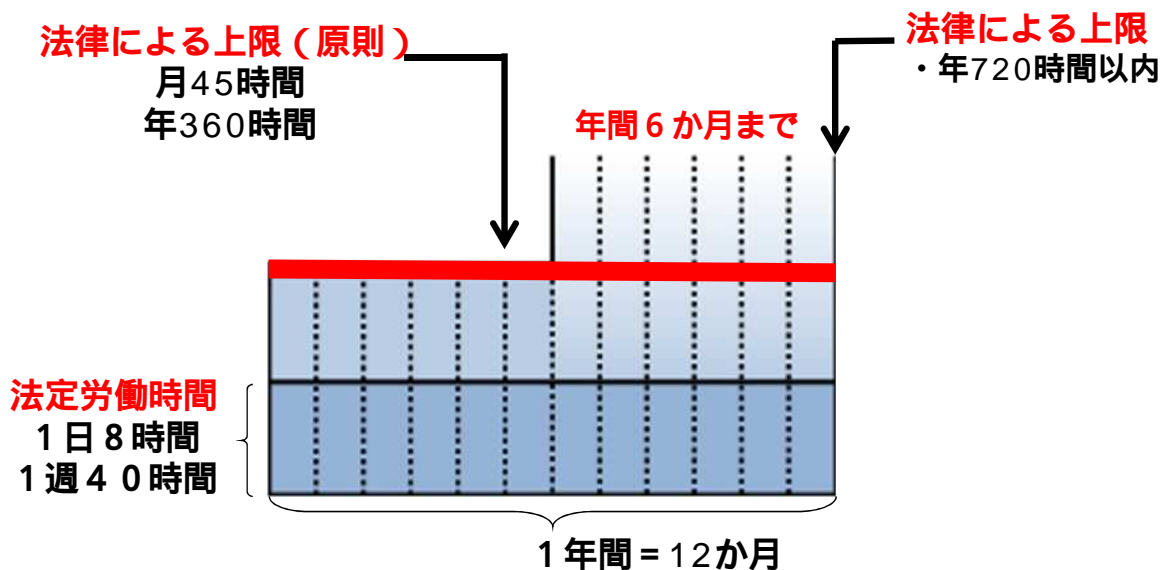 法律による上限(原則)
月45時間
年360時間
法律による上限
・年720時間以内
年間6か月まで
法定労働時間
1日8時間
1週40時間
1年間=12か月